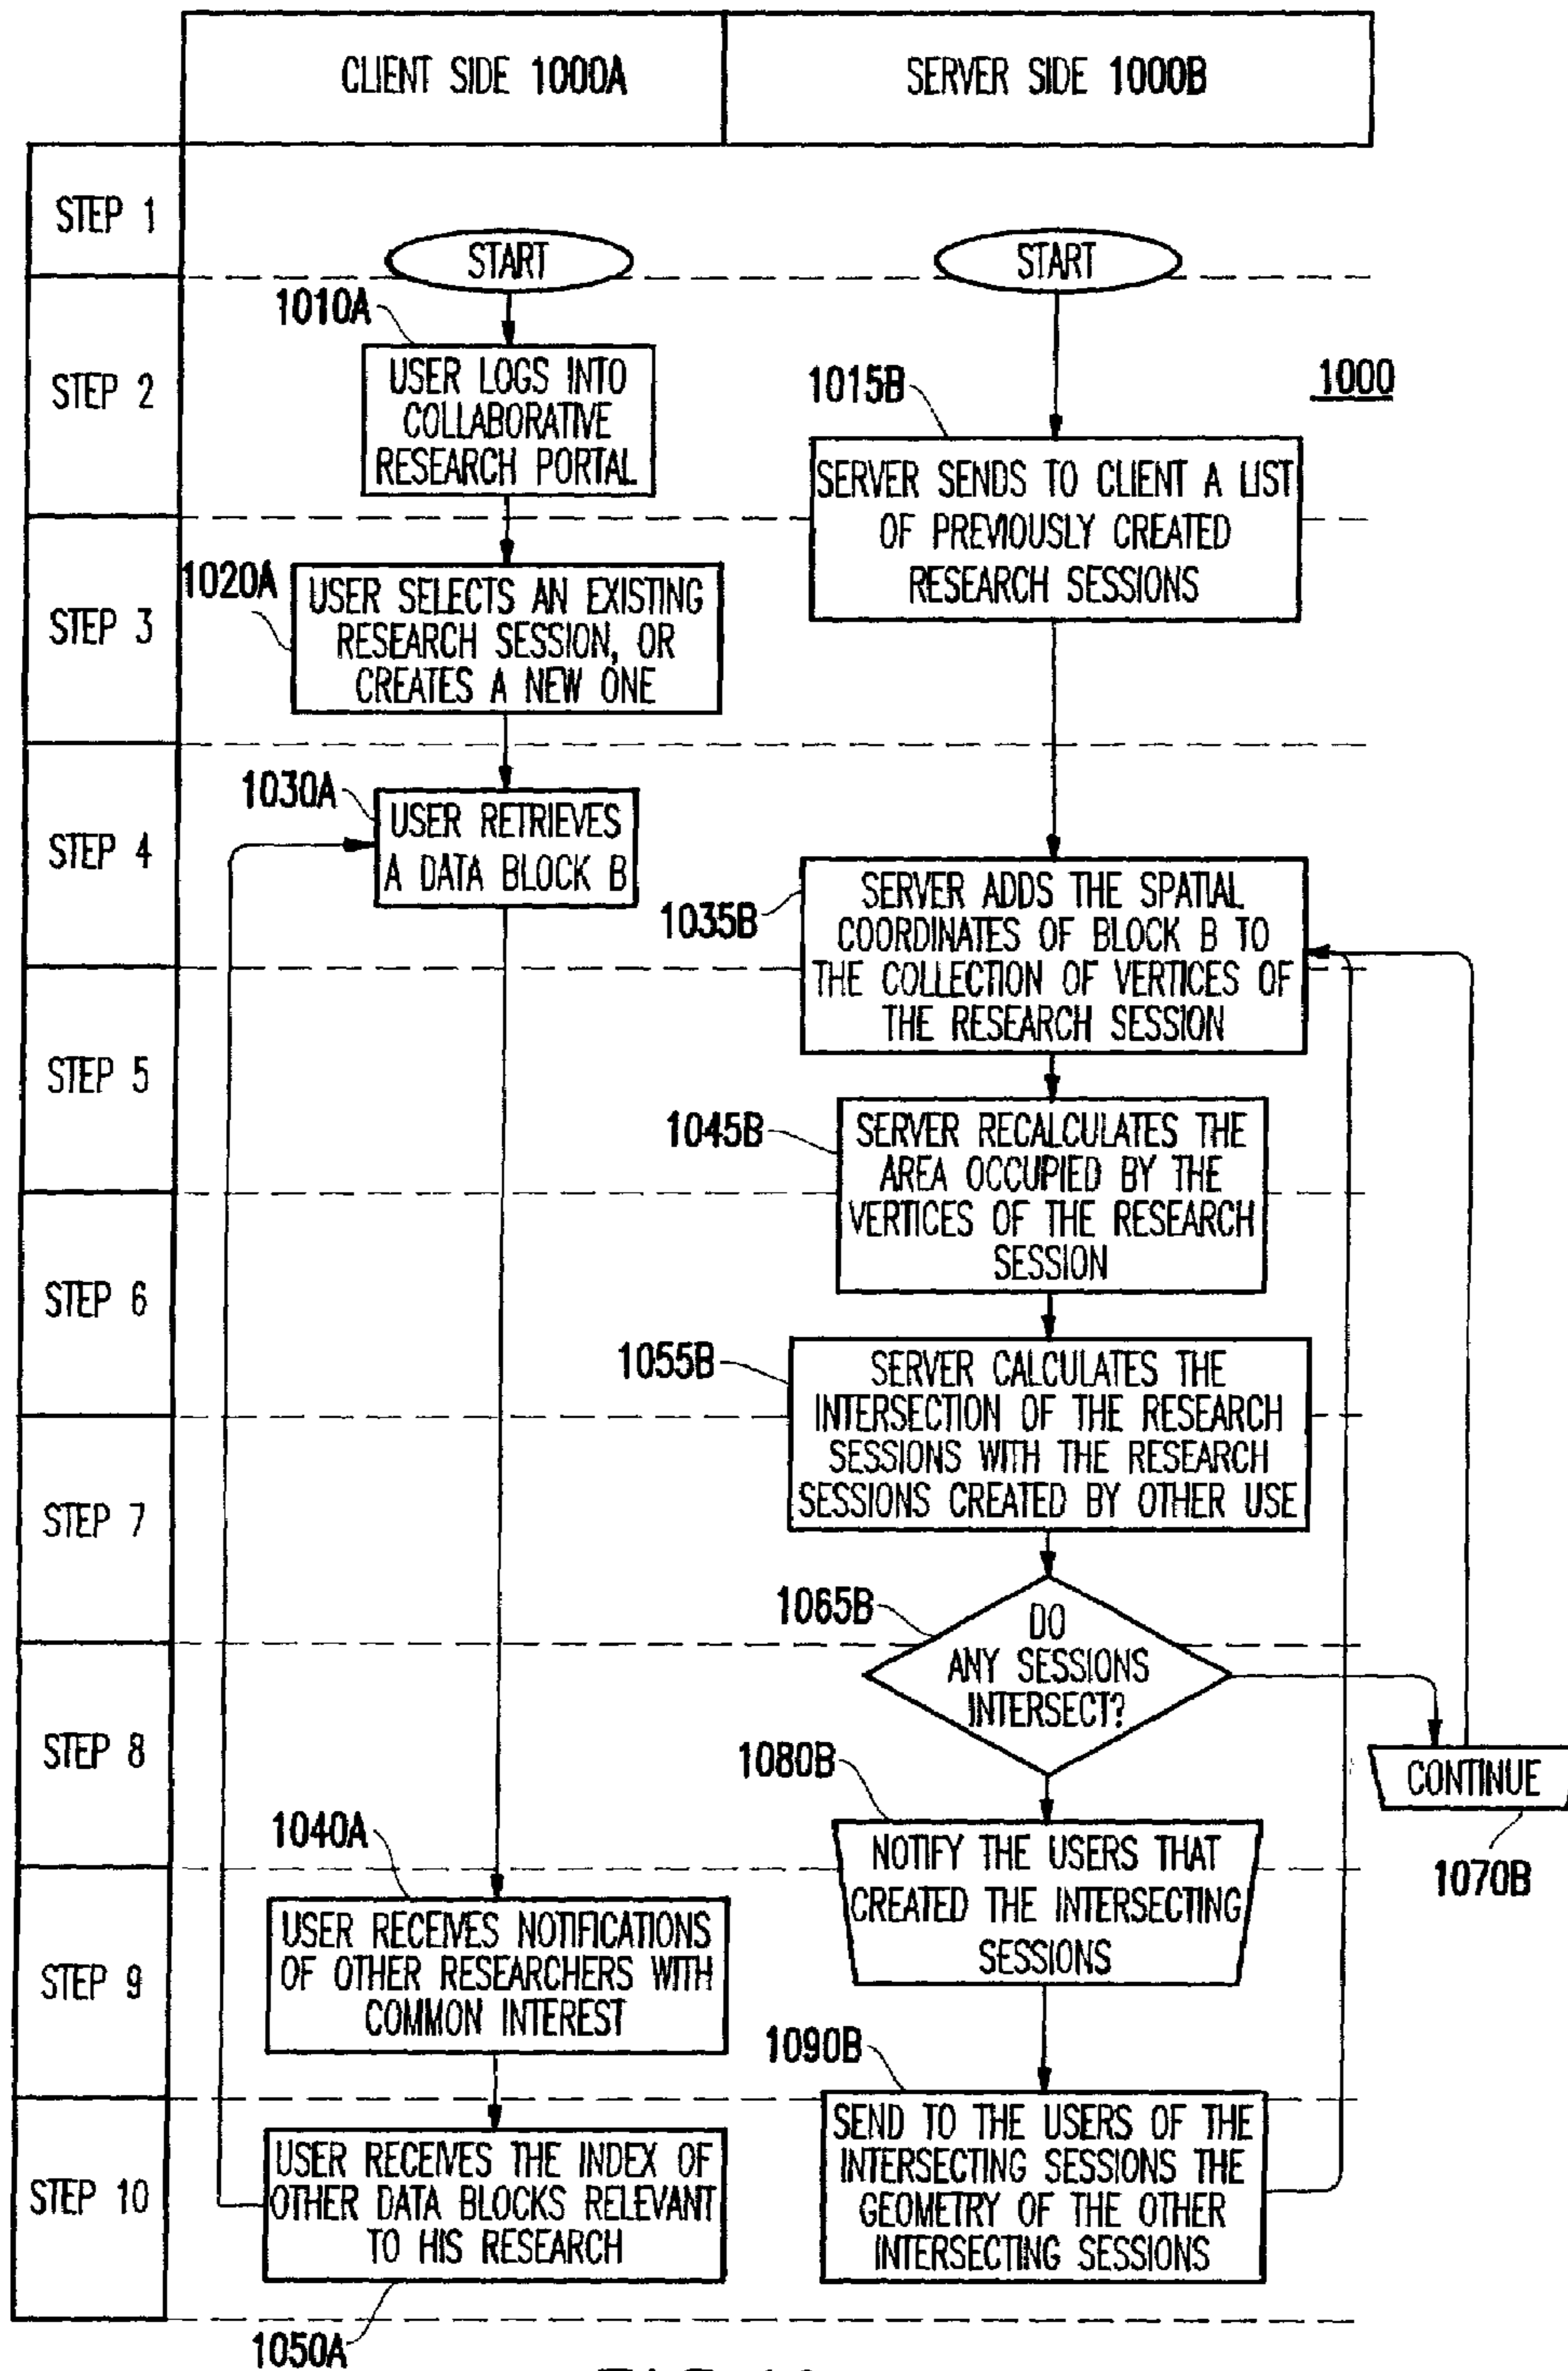 CLIENT SIDE 1000A
SERVER SIDE 1000B
STEP 1
START
START
STEP 2
1010A
USER LOGS INTO
COLLABORATIVE
RESEARCH PORTAL
1015B
1000
SERVER SENDS TO CLIENT A LIST
OF PREVIOUSLY CREATED
RESEARCH SESSIONS
STEP 3
1020A
USER SELECTS AN EXISTING
RESEARCH SESSION, OR
CREATES A NEW ONE
STEP 4
1030A
USER RETRIEVES
A DATA BLOCK B
1035B
SERVER ADDS THE SPATIAL
COORDINATES OF BLOCK B TO
THE COLLECTION OF VERTICES OF
THE RESEARCH SESSION
STEP 5
1045B
SERVER RECALCULATES THE
AREA OCCUPIED BY THE
VERTICES OF THE RESEARCH
SESSION
STEP 6
1055B
SERVER CALCULATES THE
INTERSECTION OF THE RESEARCH
SESSIONS WITH THE RESEARCH
SESSIONS CREATED BY OTHER USE
STEP 7
1065B
DO
ANY SESSIONS
INTERSECT?
STEP 8
CONTINUE
1070B
1080B
NOTIFY THE USERS THAT
CREATED THE INTERSECTING
SESSIONS
STEP 9
1040A
USER RECEIVES NOTIFICATIONS
OF OTHER RESEARCHERS WITH
COMMON INTEREST
1090B
SEND TO THE USERS OF THE
INTERSECTING SESSIONS THE
GEOMETRY OF THE OTHER
INTERSECTING SESSIONS
STEP 10
USER RECEIVES THE INDEX OF
OTHER DATA BLOCKS RELEVANT
TO HIS RESEARCH
1050A